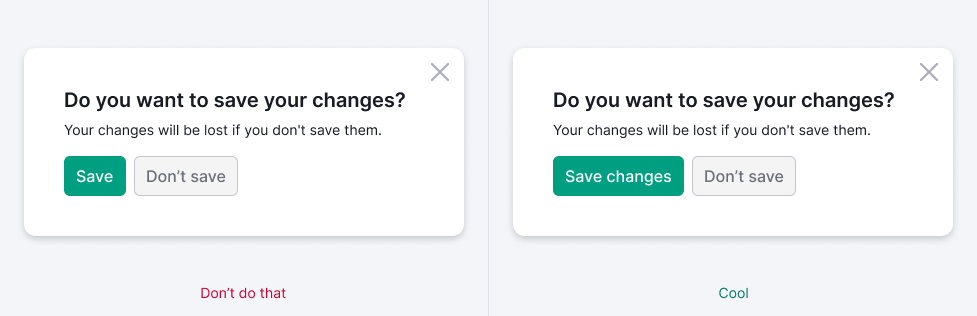 Do you want to save your changes?
Your changes will be lost if you don't save them.
Save
Don’t save
Don’t do that
Do you want to save your changes?
Your changes will be lost if you don't save them.
Save changes
Don’t save
Cool